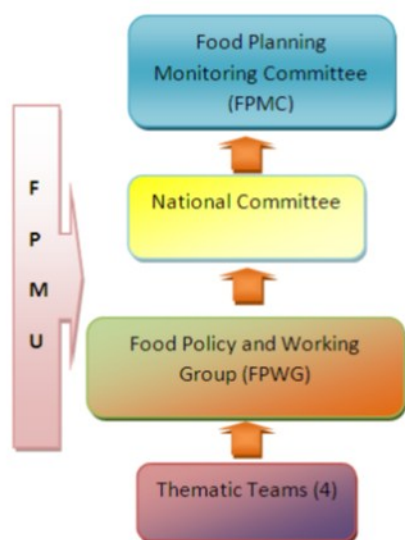 Food Planning
Monitoring Committee
(FPMC)
National Committee
F
P
M
U
Food Policy and Working
Group (FPWG)
Thematic Teams (4)